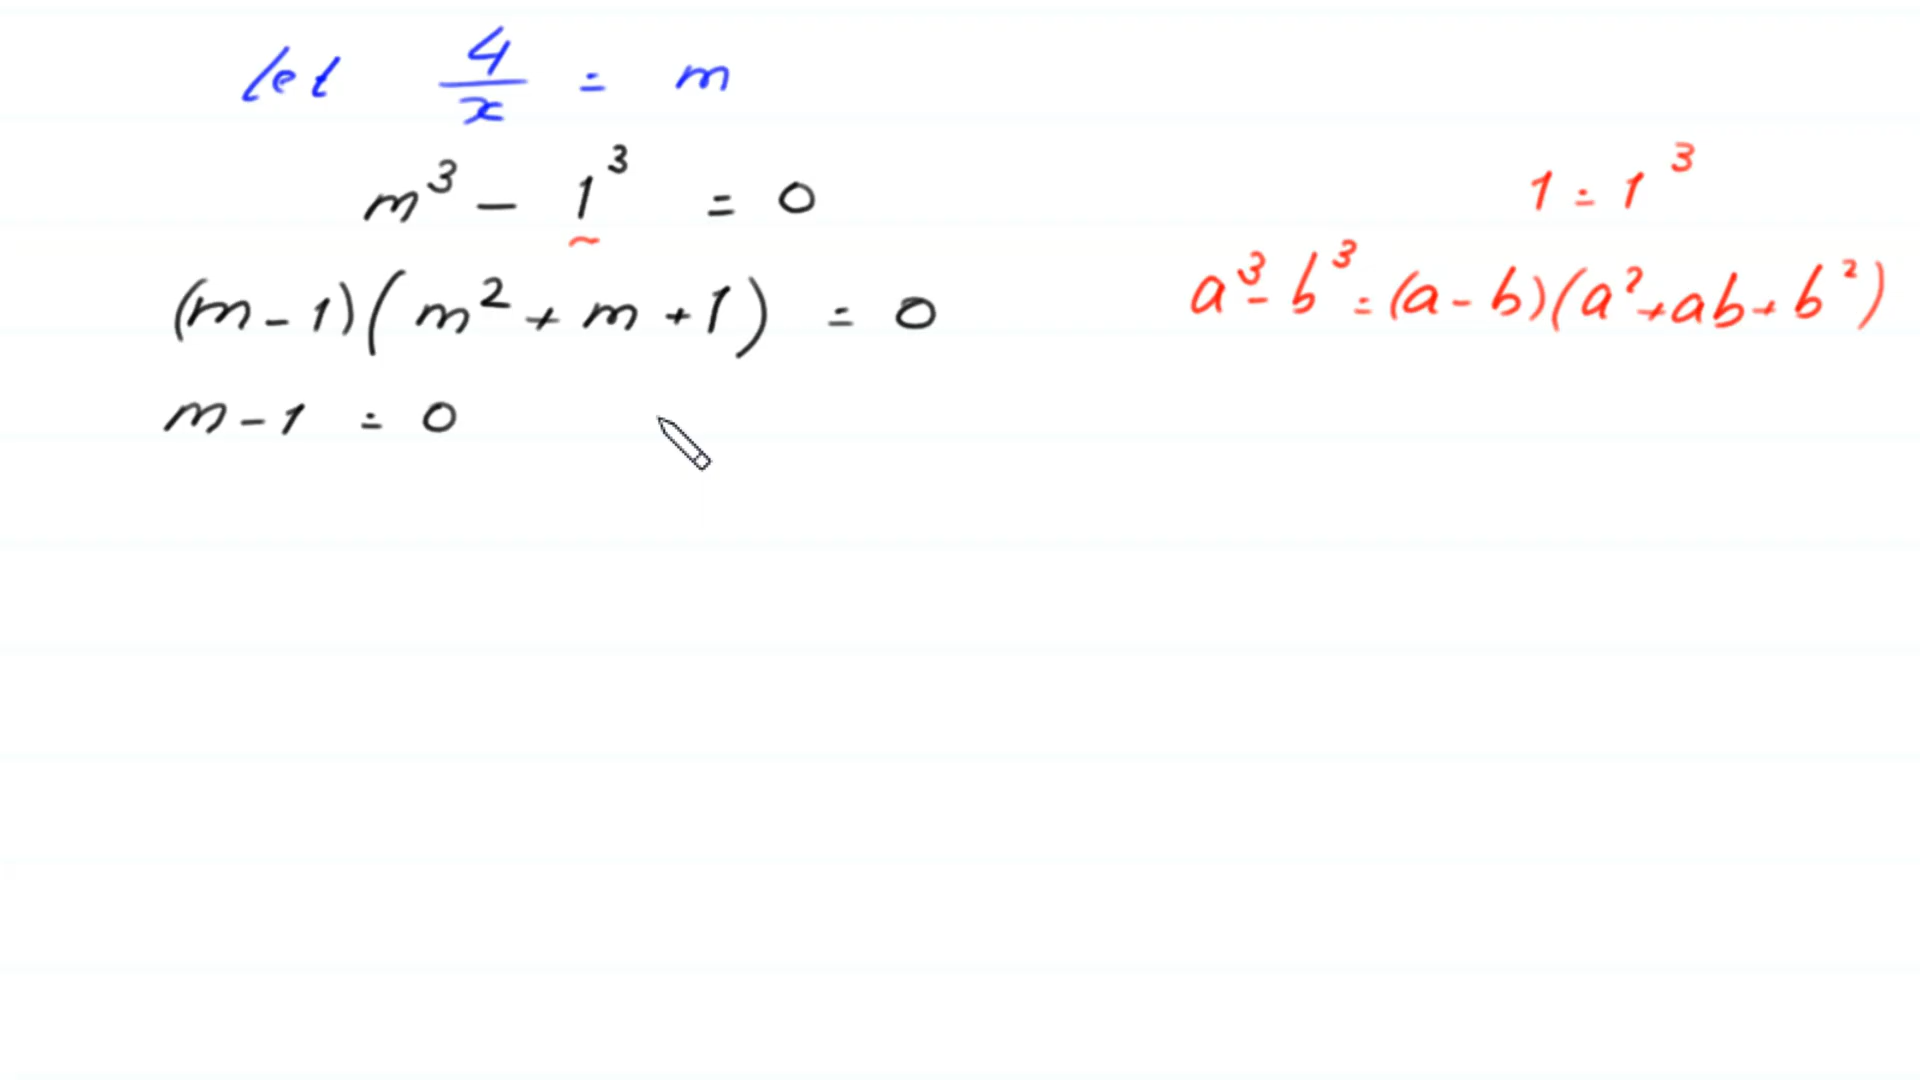 let 4/x = m
m³ - 1³ = 0
1 = 1³
~
(m - 1)(m² + m + 1) = 0
a³ - b³ = (a - b)(a² + ab + b²)
m - 1 = 0